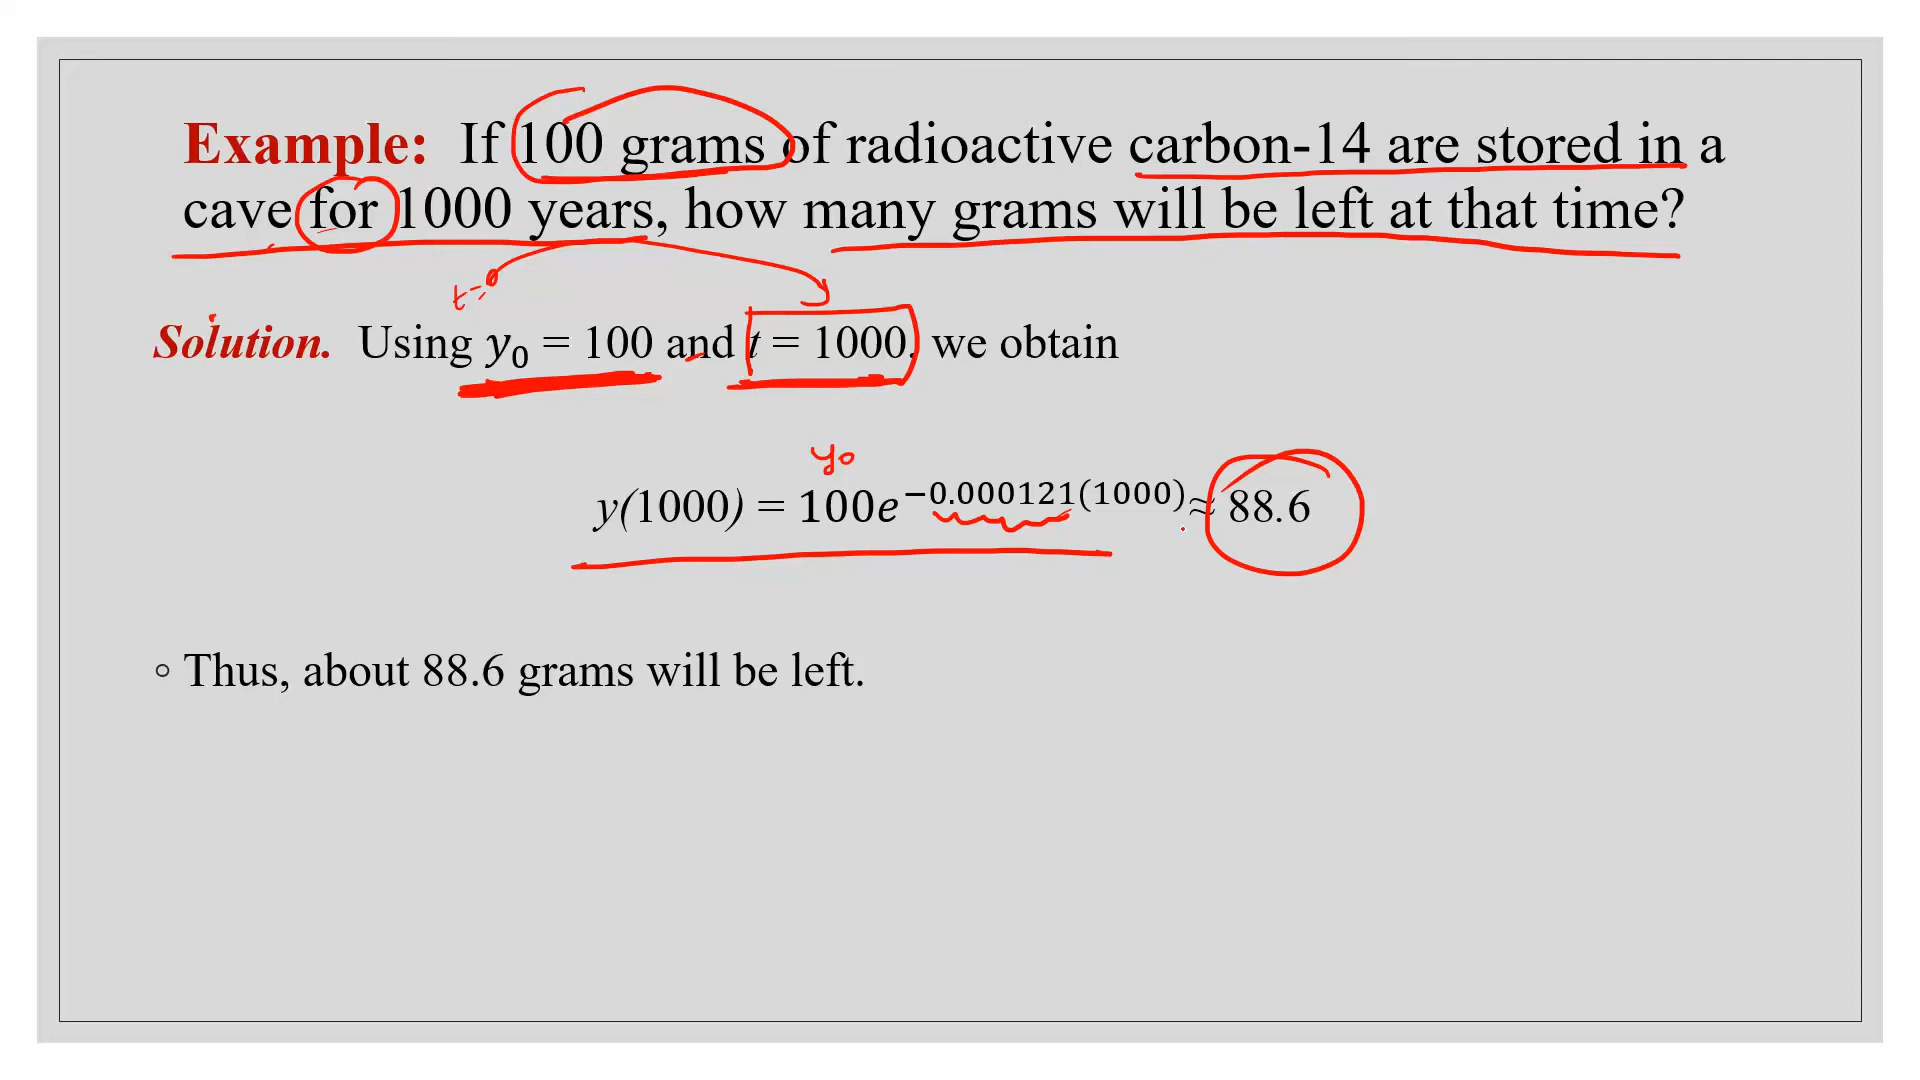 Example: If 100 grams of radioactive carbon-14 are stored in a
cave for 1000 years, how many grams will be left at that time?
t=0
Solution. Using y₀ = 100 and t = 1000, we obtain
y₀
y(1000) = 100e^−0.000121(1000) ≈ 88.6
◦ Thus, about 88.6 grams will be left.